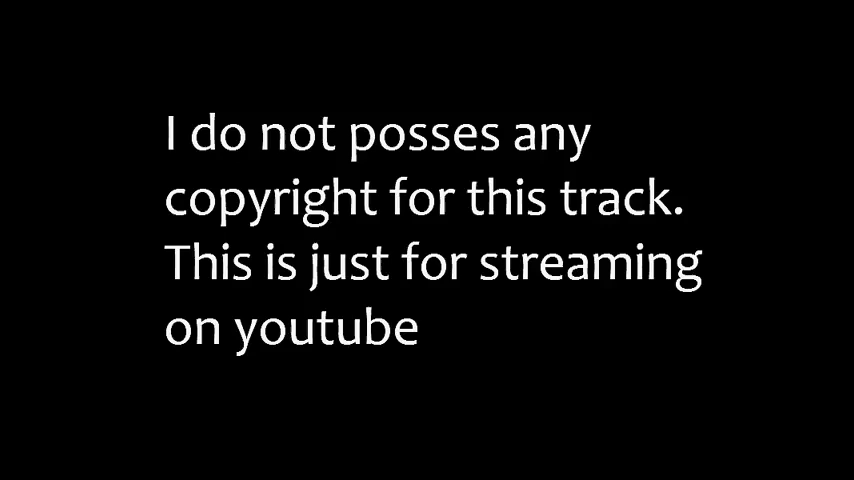 I do not posses any
copyright for this track.
This is just for streaming
on youtube